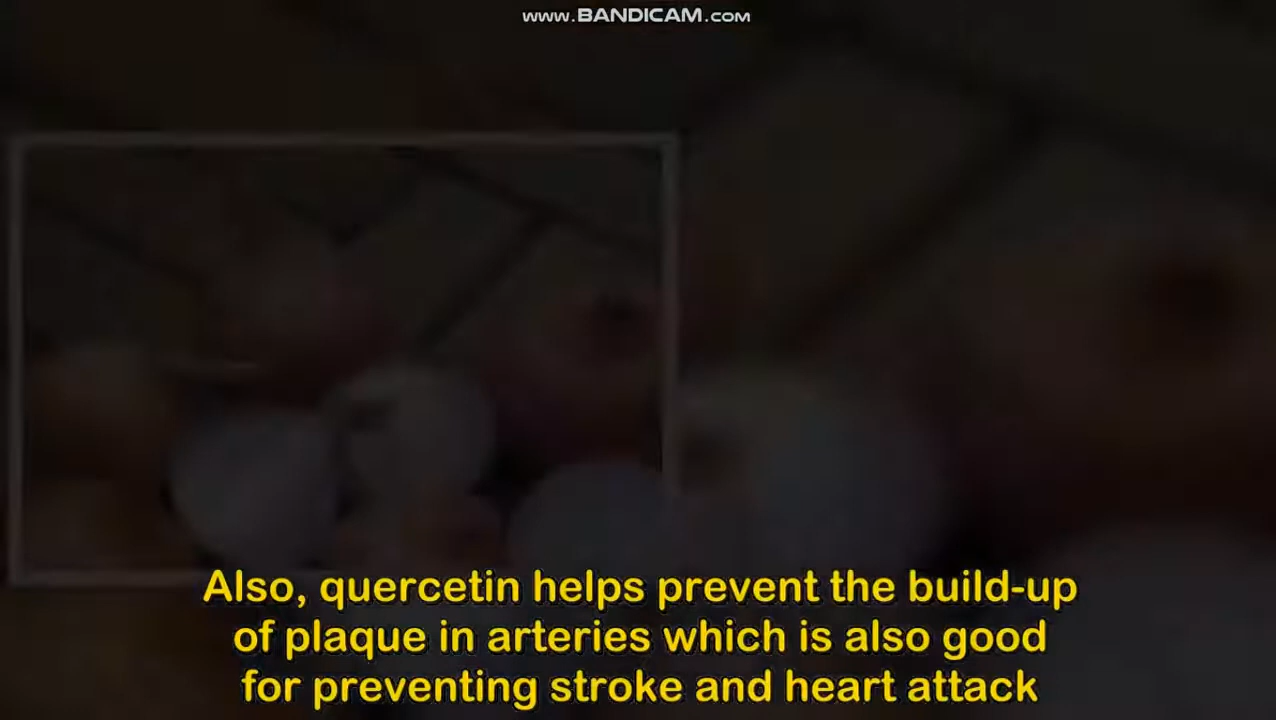 www.BANDICAM.com
Also, quercetin helps prevent the build-up
of plaque in arteries which is also good
for preventing stroke and heart attack